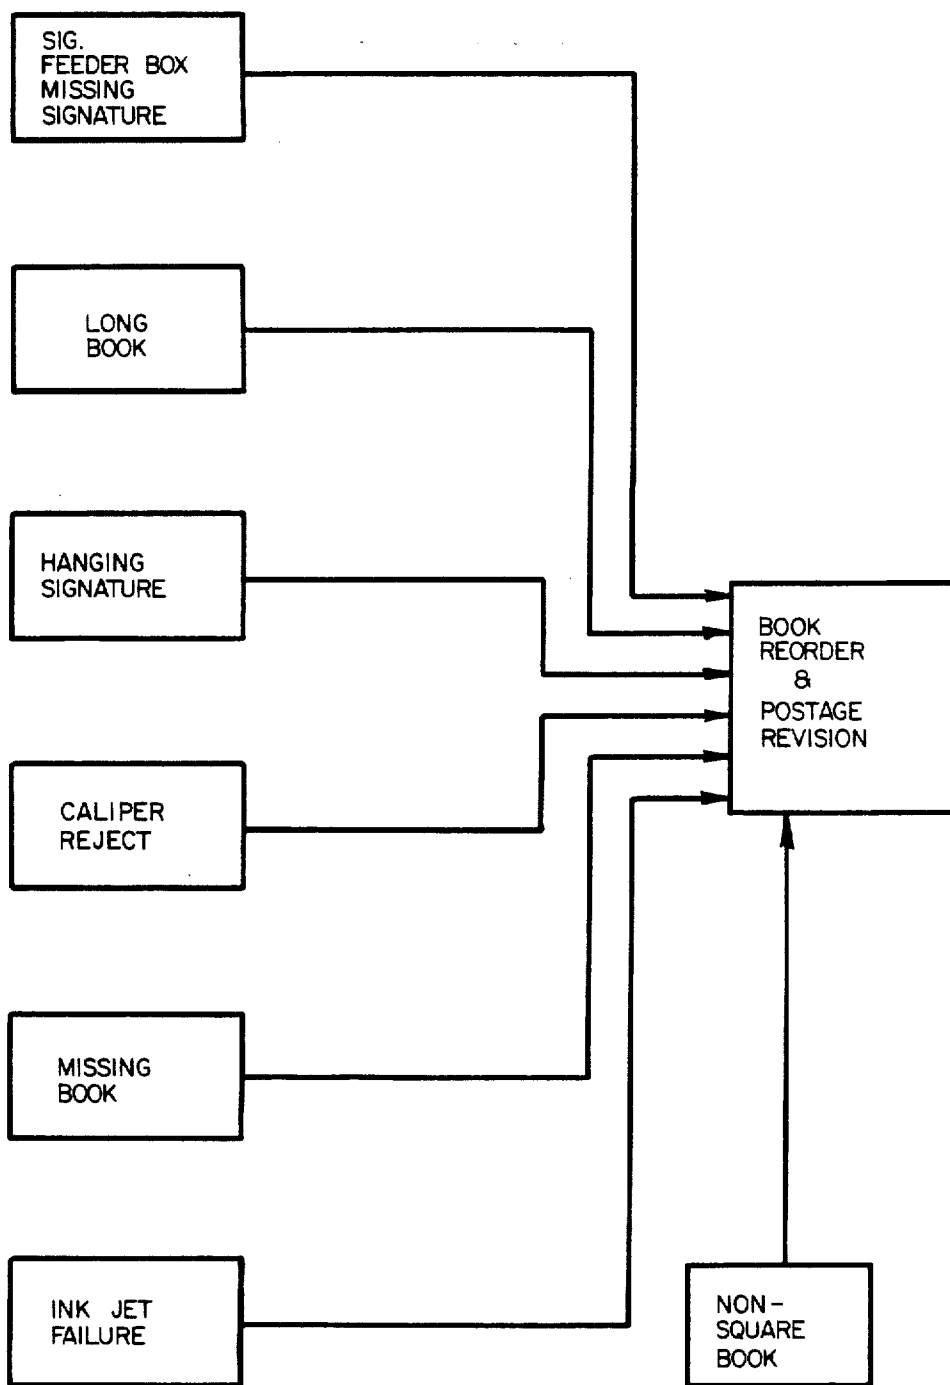 SIG.
FEEDER BOX
MISSING
SIGNATURE
LONG
BOOK
HANGING
SIGNATURE
BOOK
REORDER
&
POSTAGE
REVISION
CALIPER
REJECT
MISSING
BOOK
INK JET
FAILURE
NON-
SQUARE
BOOK